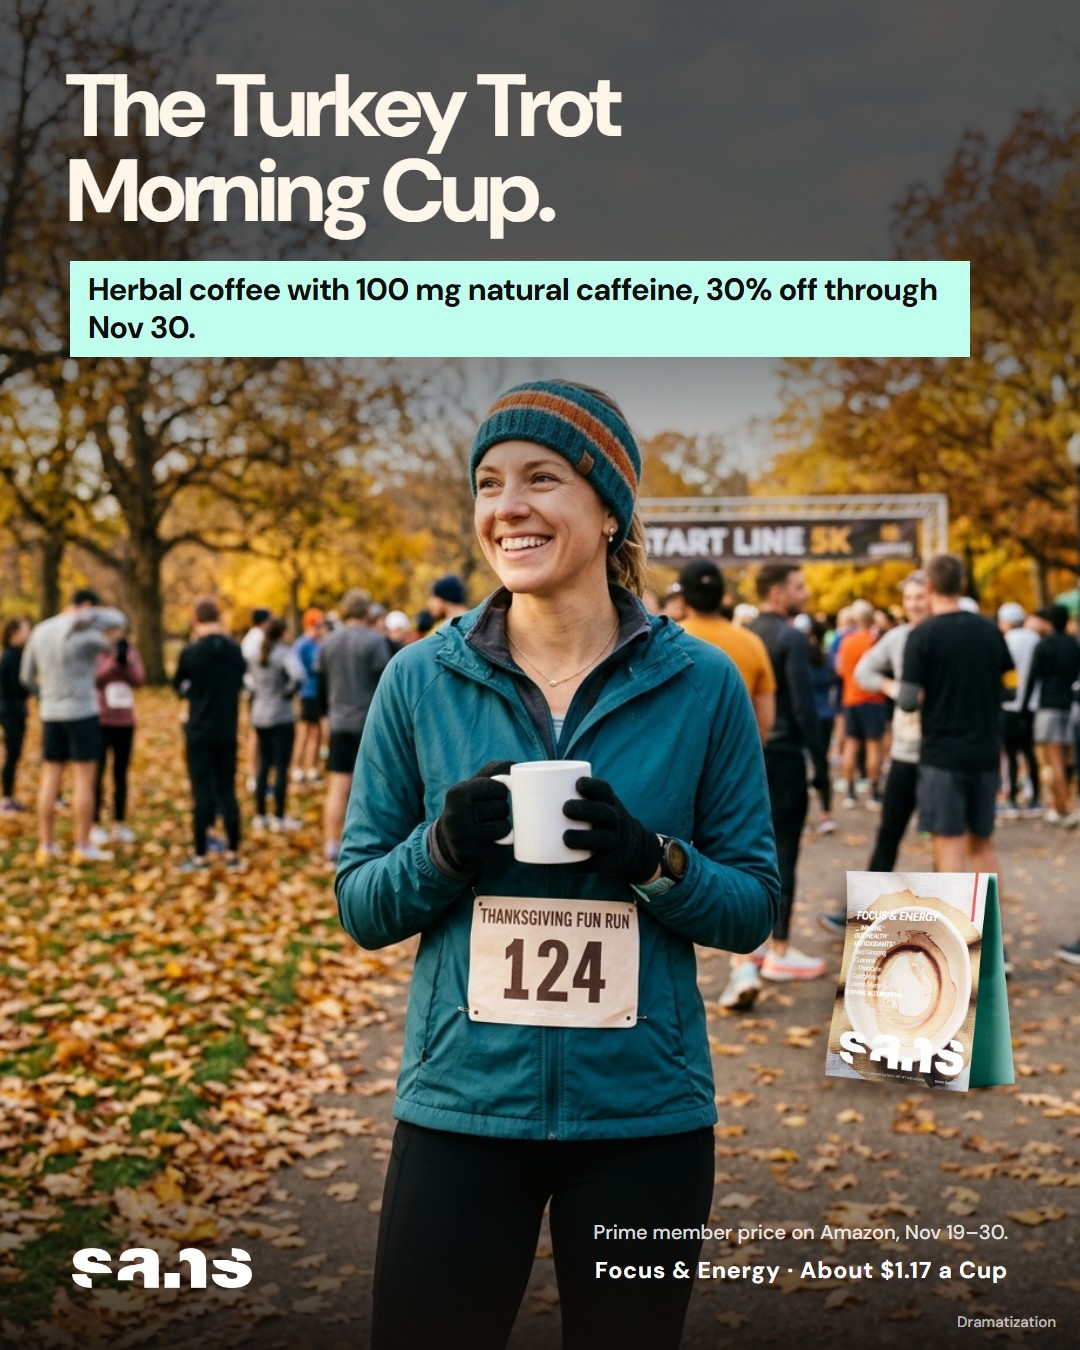 The Turkey Trot
Morning Cup.
Herbal coffee with 100 mg natural caffeine, 30% off through
Nov 30.
START LINE 5K
THANKSGIVING FUN RUN
124
FOCUS & ENERGY
sans
sans
Prime member price on Amazon, Nov 19–30.
Focus & Energy · About $1.17 a Cup
Dramatization